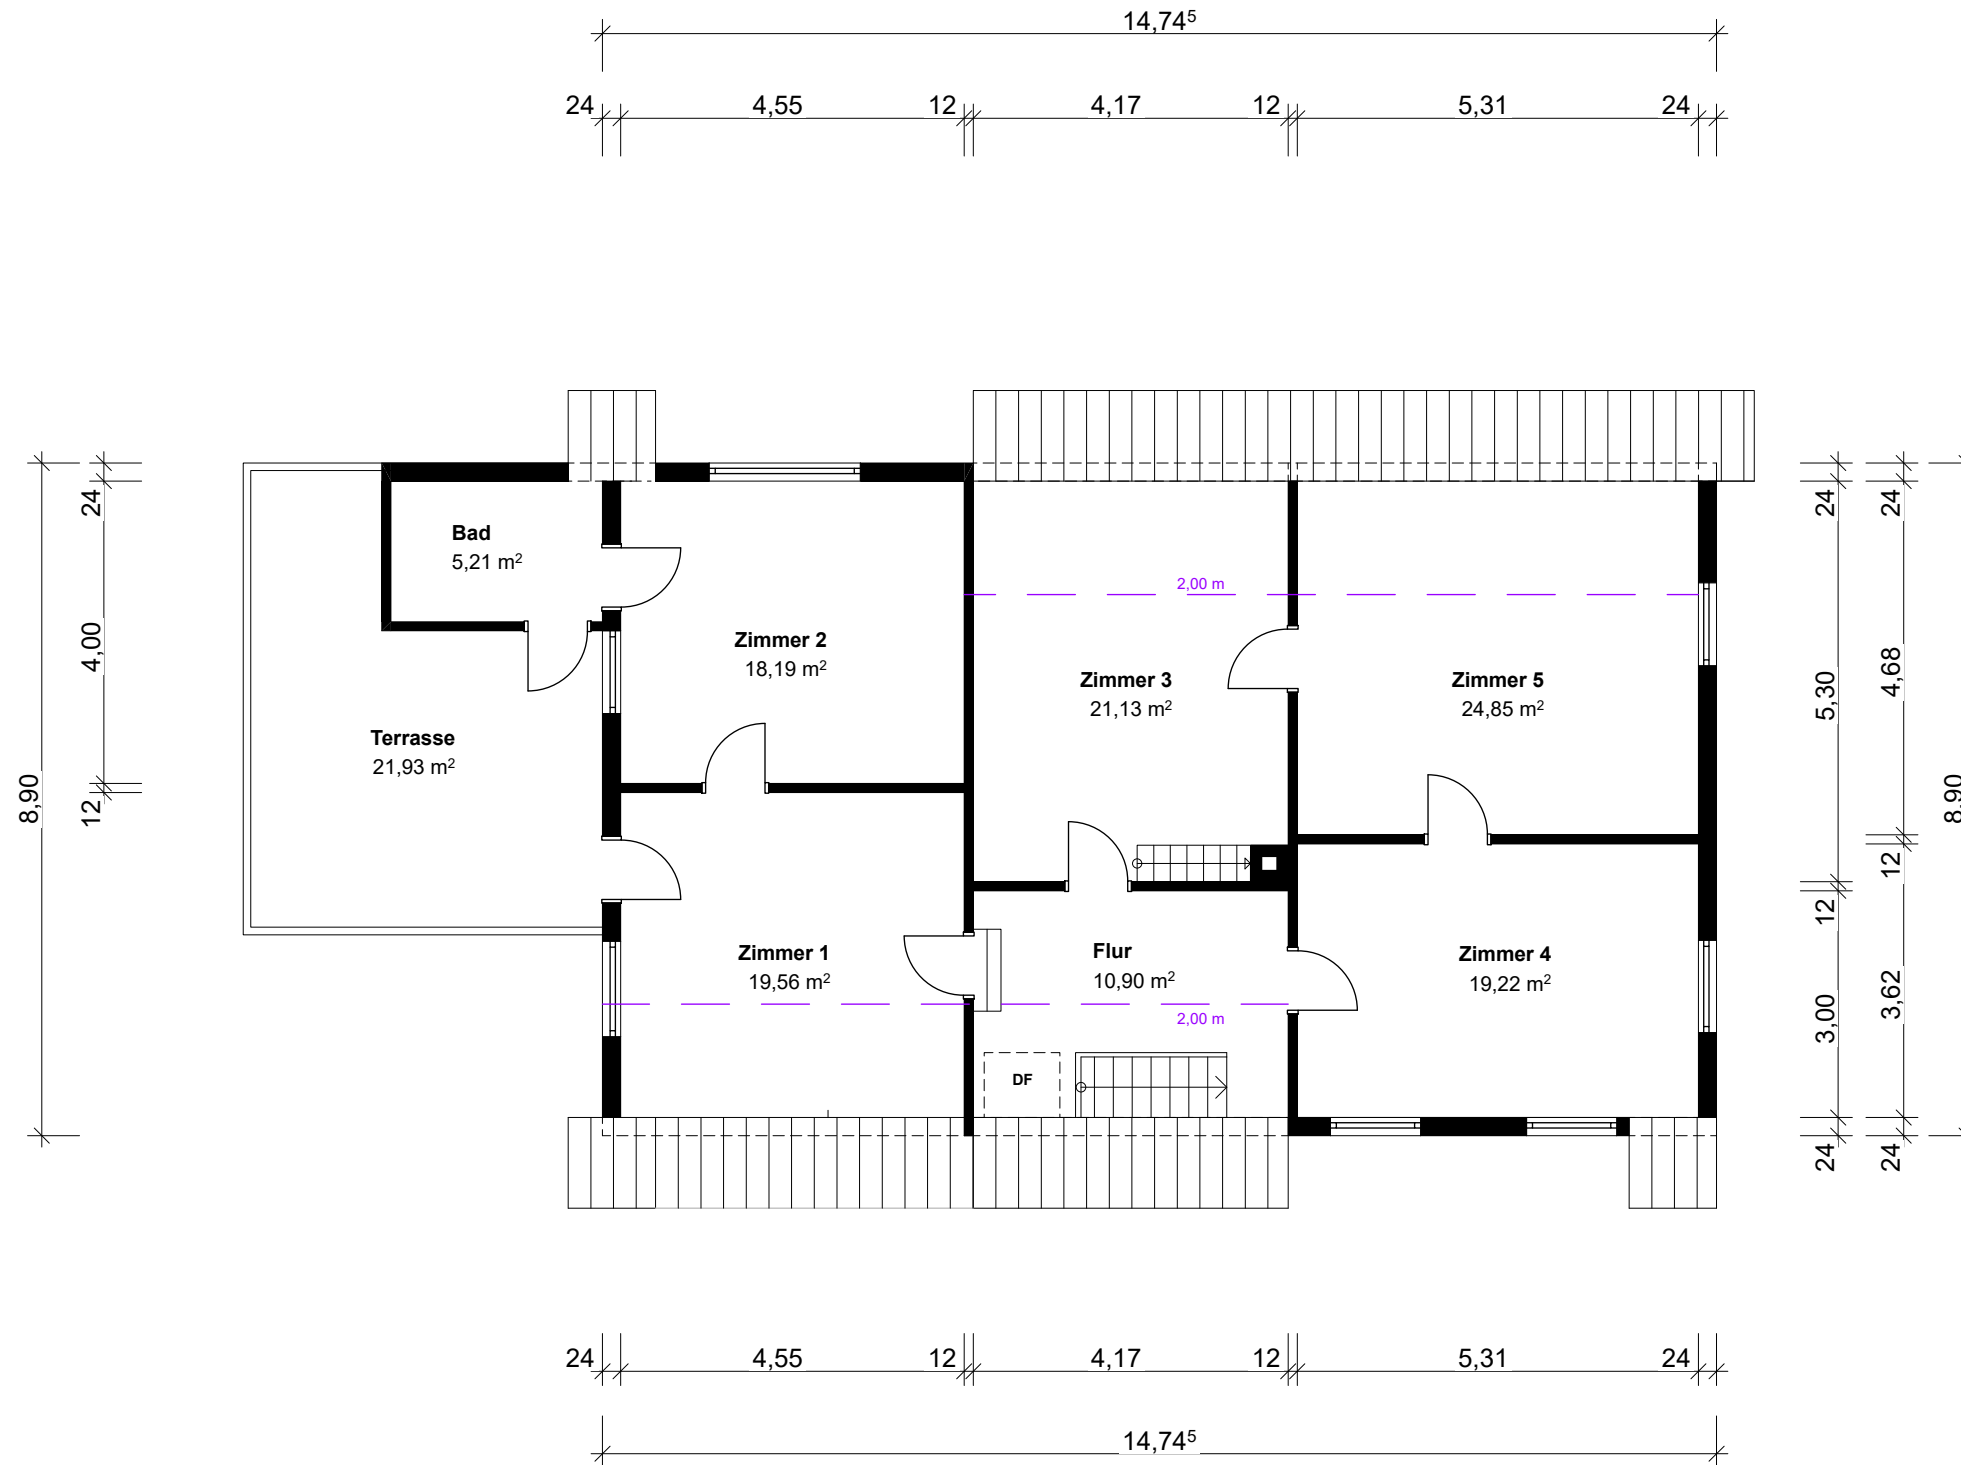 14,74⁵
24 4,55 12 4,17 12 5,31 24
Bad
5,21 m²
24
24
24
2,00 m
Zimmer 2
18,19 m²
4,00
Zimmer 3
21,13 m²
Zimmer 5
24,85 m²
5,30
4,68
Terrasse
21,93 m²
8,90
12
8,90
12
12
Zimmer 1
19,56 m²
Flur
10,90 m²
Zimmer 4
19,22 m²
3,00
3,62
2,00 m
DF
24
24
24 4,55 12 4,17 12 5,31 24
14,74⁵